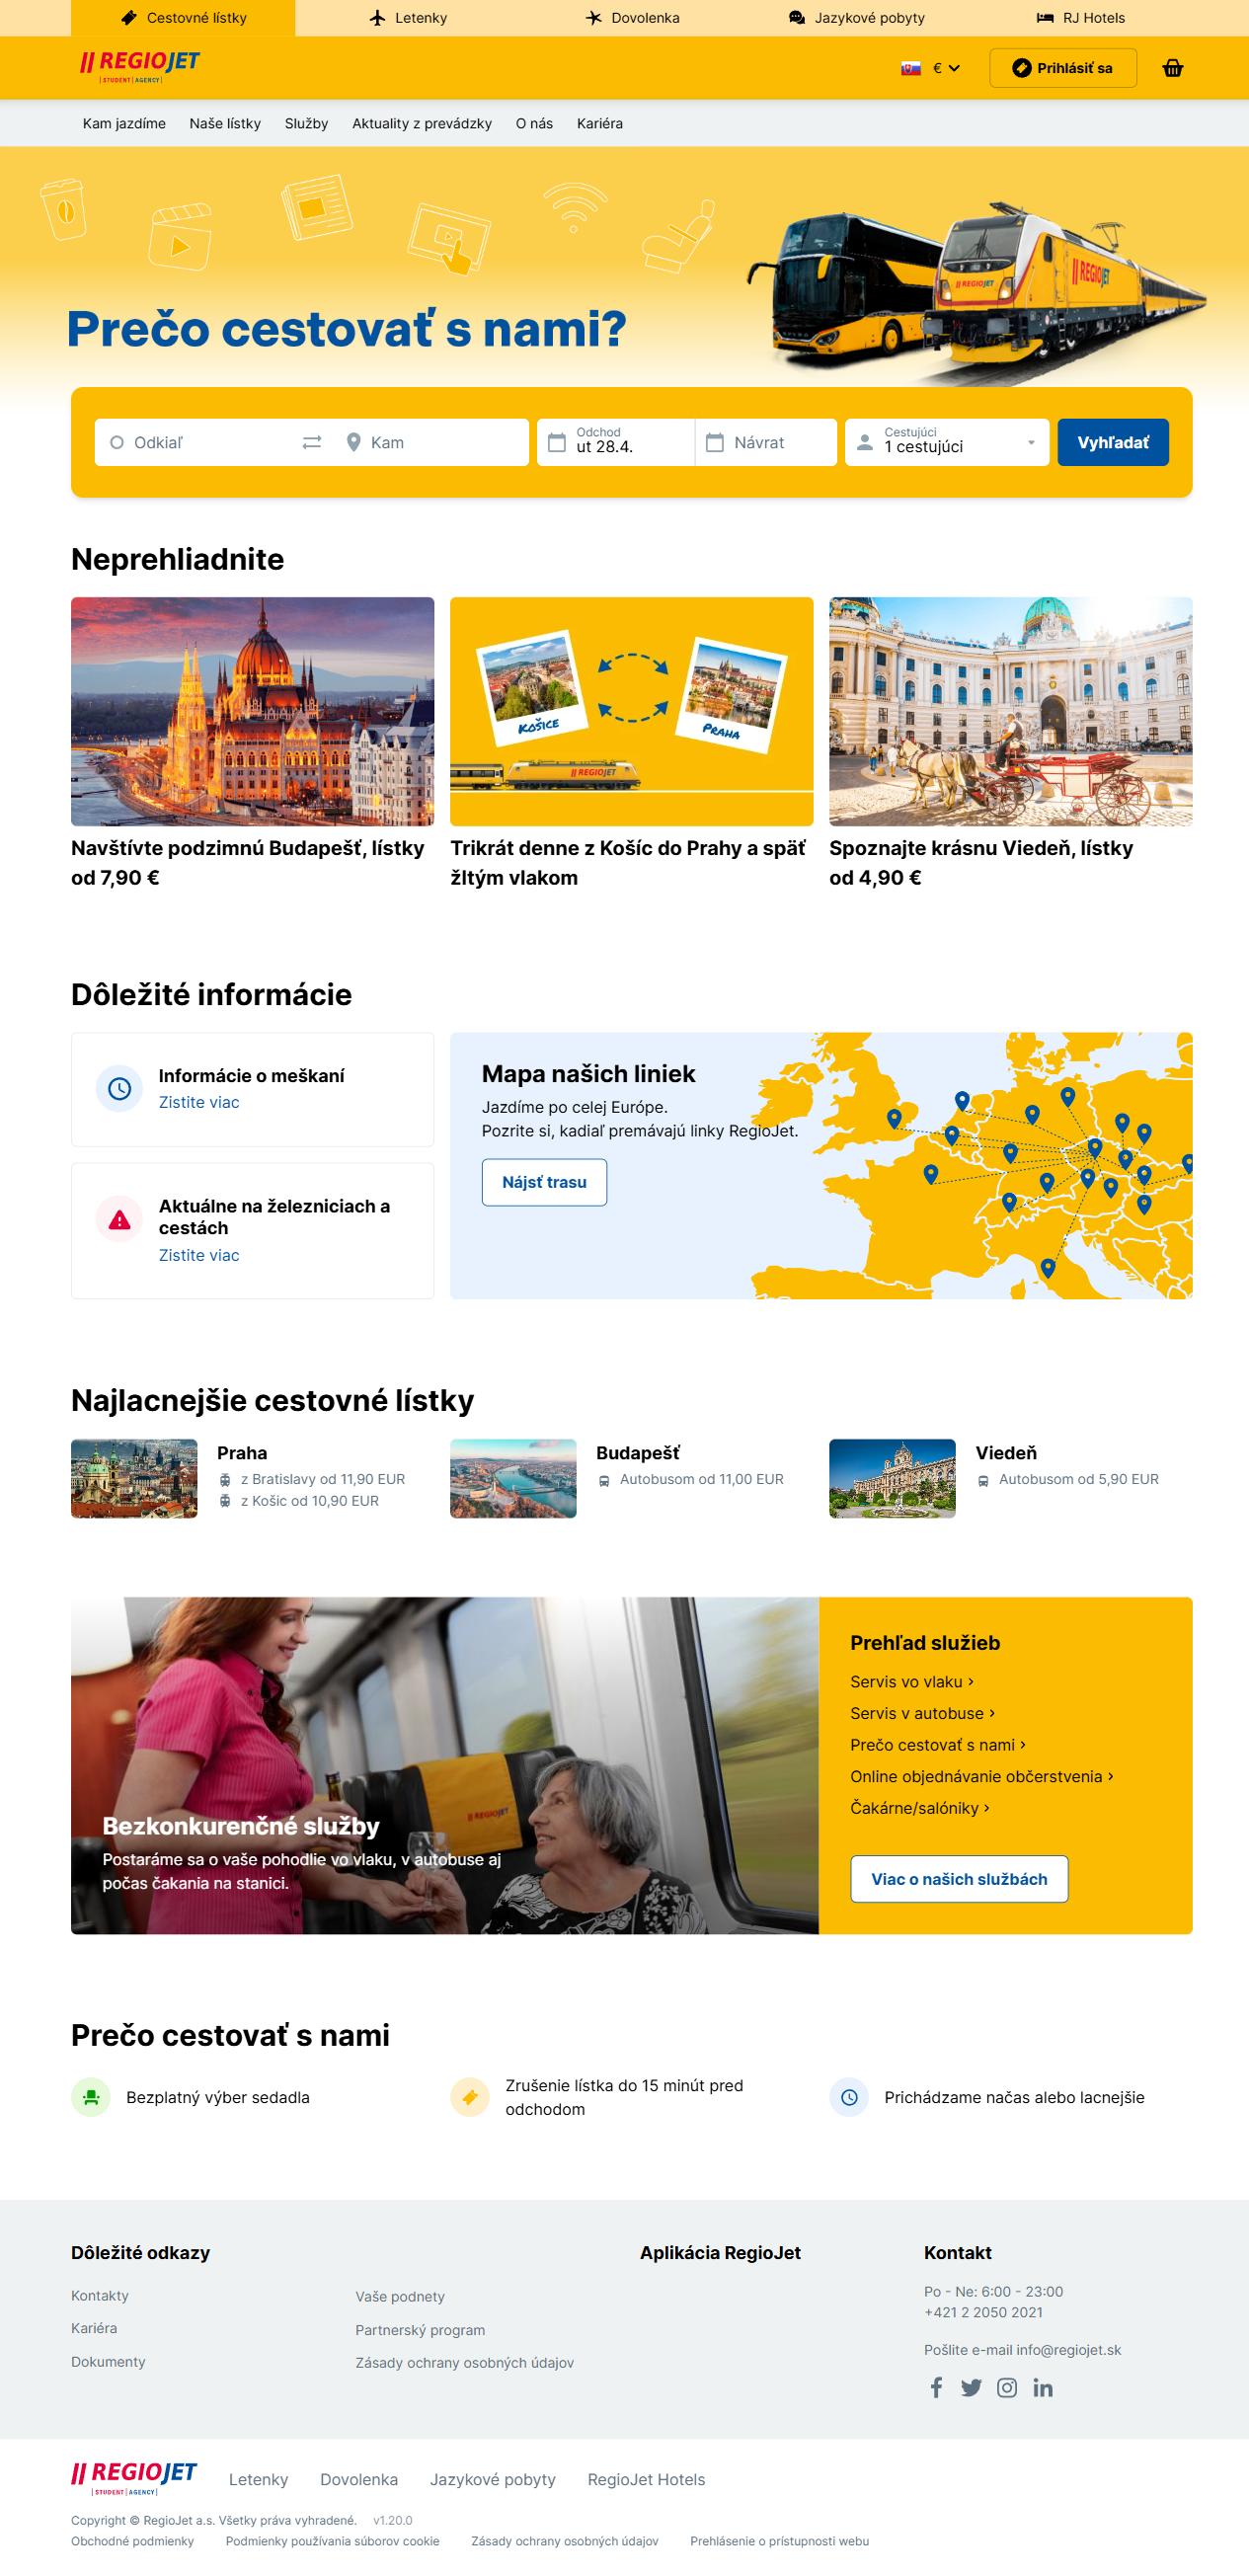 Cestovné lístky
Letenky
Dovolenka
Jazykové pobyty
RJ Hotels
REGIOJET
STUDENT AGENCY
€
Prihlásiť sa
Kam jazdíme
Naše lístky
Služby
Aktuality z prevádzky
O nás
Kariéra
REGIOJET
Prečo cestovať s nami?
Odkiaľ
Kam
Odchod
ut 28.4.
Návrat
Cestujúci
1 cestujúci
Vyhľadať
Neprehliadnite
KOŠICE
PRAHA
REGIOJET
Navštívte podzimnú Budapešť, lístky
od 7,90 €
Trikrát denne z Košíc do Prahy a späť
žltým vlakom
Spoznajte krásnu Viedeň, lístky
od 4,90 €
Dôležité informácie
Informácie o meškaní
Zistite viac
Aktuálne na železniciach a
cestách
Zistite viac
Mapa našich liniek
Jazdíme po celej Európe.
Pozrite si, kadiaľ premávajú linky RegioJet.
Nájsť trasu
Najlacnejšie cestovné lístky
Praha
z Bratislavy od 11,90 EUR
z Košic od 10,90 EUR
Budapešť
Autobusom od 11,00 EUR
Viedeň
Autobusom od 5,90 EUR
REGIOJET
Bezkonkurenčné služby
Postaráme sa o vaše pohodlie vo vlaku, v autobuse aj
počas čakania na stanici.
Prehľad služieb
Servis vo vlaku
Servis v autobuse
Prečo cestovať s nami
Online objednávanie občerstvenia
Čakárne/salóniky
Viac o našich službách
Prečo cestovať s nami
Bezplatný výber sedadla
Zrušenie lístka do 15 minút pred
odchodom
Prichádzame načas alebo lacnejšie
Dôležité odkazy
Kontakty
Kariéra
Dokumenty
Vaše podnety
Partnerský program
Zásady ochrany osobných údajov
Aplikácia RegioJet
Kontakt
Po - Ne: 6:00 - 23:00
+421 2 2050 2021
Pošlite e-mail info@regiojet.sk
REGIOJET
STUDENT AGENCY
Letenky
Dovolenka
Jazykové pobyty
RegioJet Hotels
Copyright © RegioJet a.s. Všetky práva vyhradené. v1.20.0
Obchodné podmienky
Podmienky používania súborov cookie
Zásady ochrany osobných údajov
Prehlásenie o prístupnosti webu